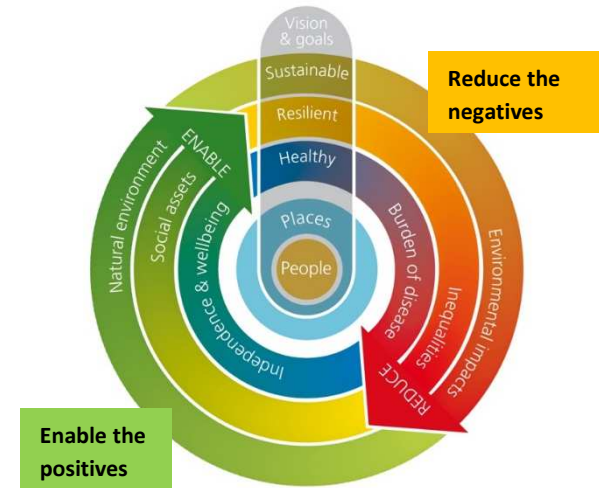 Vision
& goals
Sustainable
Resilient
Healthy
Places
People
Reduce the
negatives
ENABLE
Natural environment
Social assets
Independence & wellbeing
Burden of disease
Inequalities
Environmental impacts
REDUCE
Enable the
positives